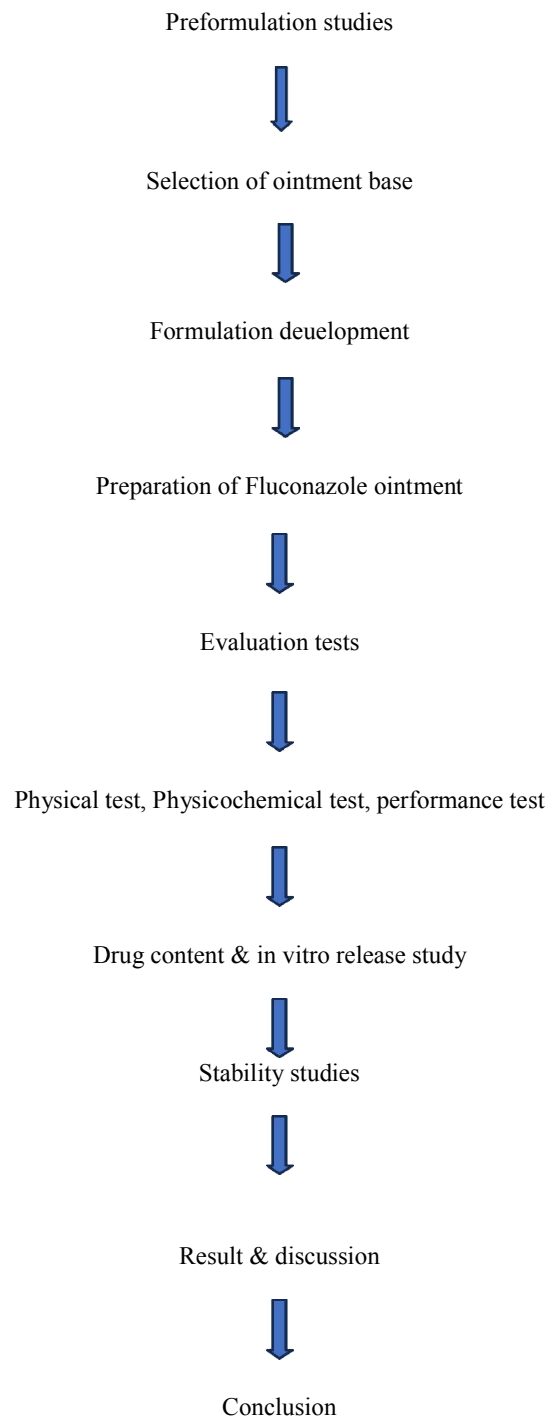 Preformulation studies
Selection of ointment base
Formulation deuelopment
Preparation of Fluconazole ointment
Evaluation tests
Physical test, Physicochemical test, performance test
Drug content & in vitro release study
Stability studies
Result & discussion
Conclusion